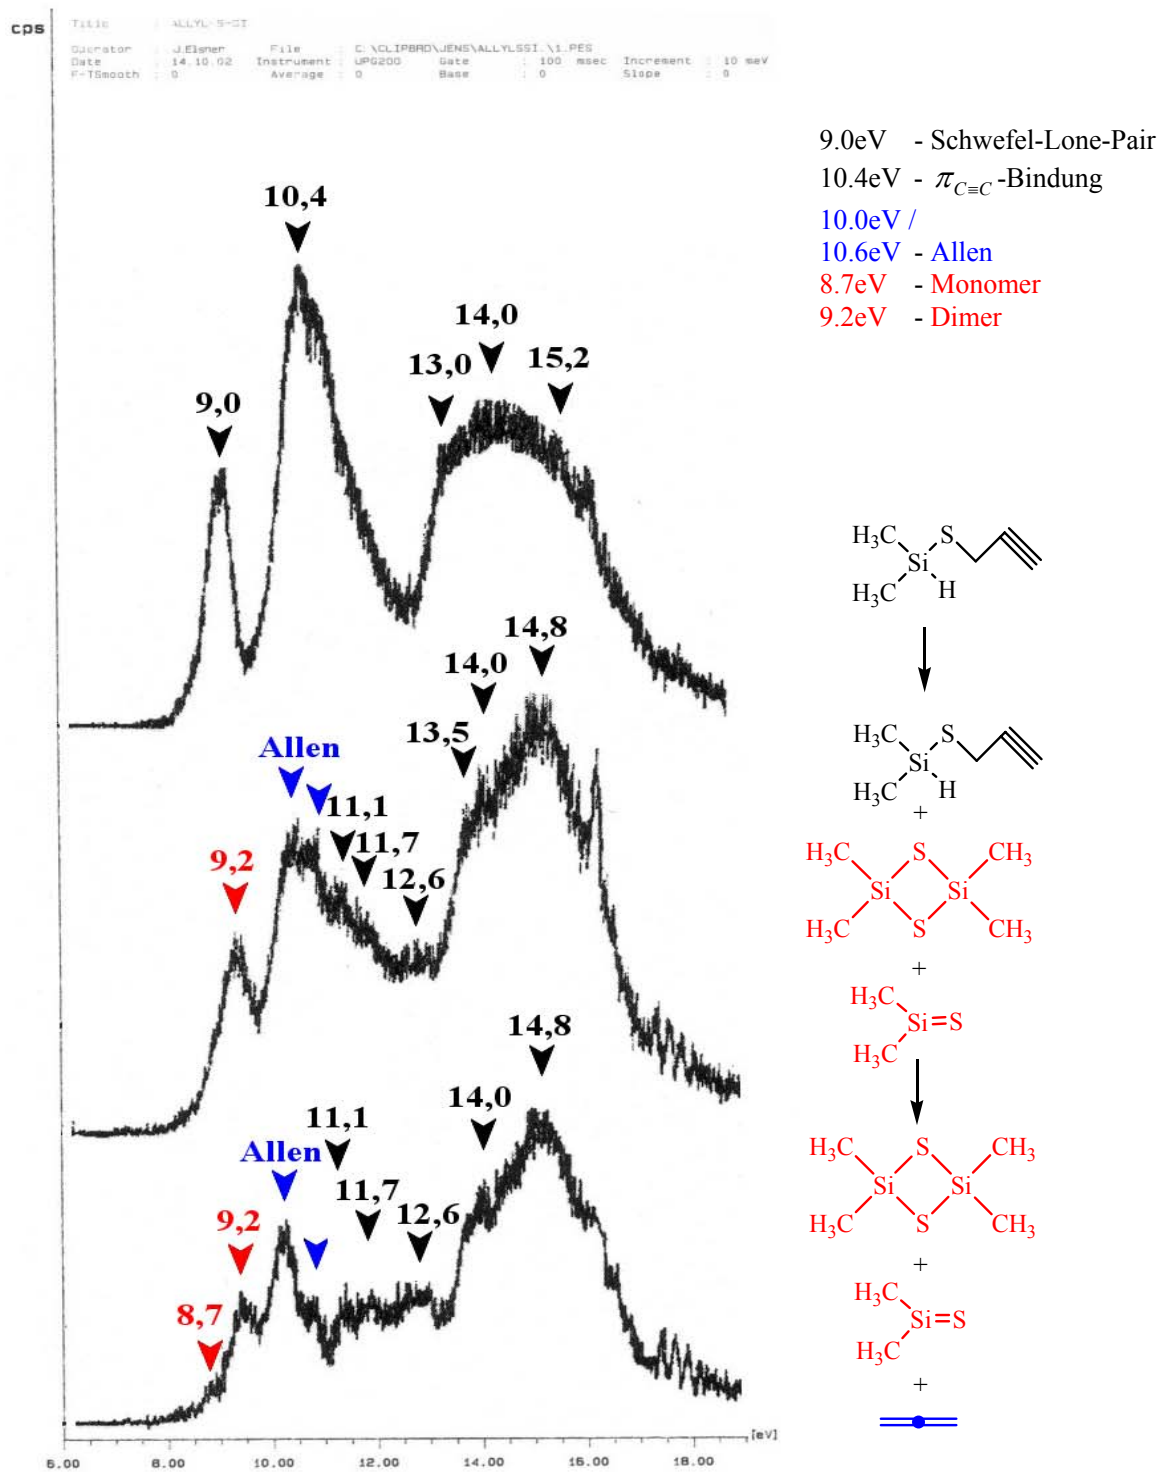 cps
Title : ALLYL-S-SI
Operator : J.Elsner File : C:\CLIPBRD\JENS\ALLYLSSI.\1.PES
Date : 14.10.02 Instrument : UPG200 Gate : 100 msec Increment : 10 meV
F-TSmooth : 0 Average : 0 Base : 0 Slope : 0
9.0eV - Schwefel-Lone-Pair
10.4eV - π C≡C -Bindung
10.0eV /
10.6eV - Allen
8.7eV - Monomer
9.2eV - Dimer
10,4
14,0
13,0
15,2
9,0
H3C
S
Si
H3C
H
14,8
14,0
13,5
Allen
11,1
11,7
12,6
9,2
H3C
S
Si
H3C
H
+
H3C
S
CH3
Si
Si
H3C
S
CH3
+
H3C
Si=S
H3C
14,8
14,0
11,1
Allen
11,7
12,6
9,2
8,7
H3C
S
CH3
Si
Si
H3C
S
CH3
+
H3C
Si=S
H3C
+
[eV]
6.00 8.00 10.00 12.00 14.00 16.00 18.00